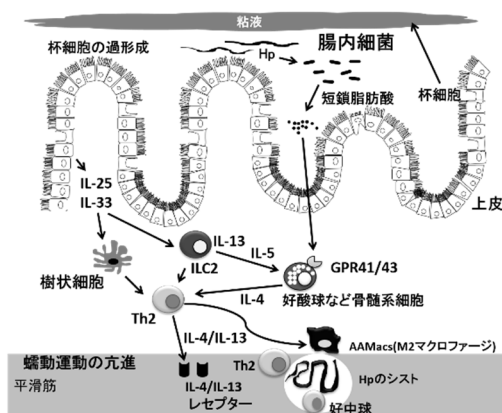 粘液
杯細胞の過形成
Hp
腸内細菌
短鎖脂肪酸
杯細胞
上皮
IL-25
IL-33
樹状細胞
IL-13
ILC2
IL-5
GPR41/43
好酸球など骨髄系細胞
IL-4
Th2
IL-4/IL-13
AAMacs(M2マクロファージ)
蠕動運動の亢進
平滑筋
IL-4/IL-13
レセプター
Th2
Hpのシスト
好中球